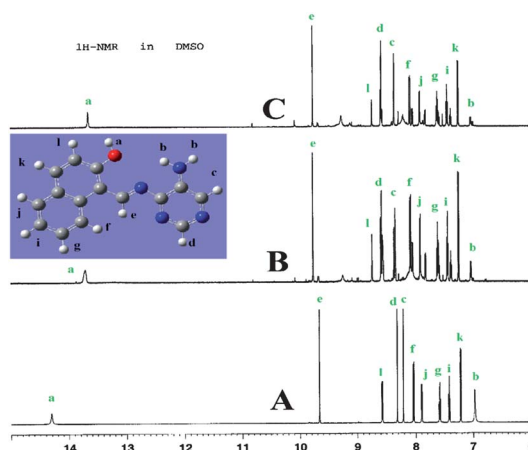 1H-NMR in DMSO
a e l d c f j g i k b
C
l a b b
k c
j e
i g f d
a e l d c f j g i k b
B
a e l d c f j g i k b
A
14 13 12 11 10 9 8 7